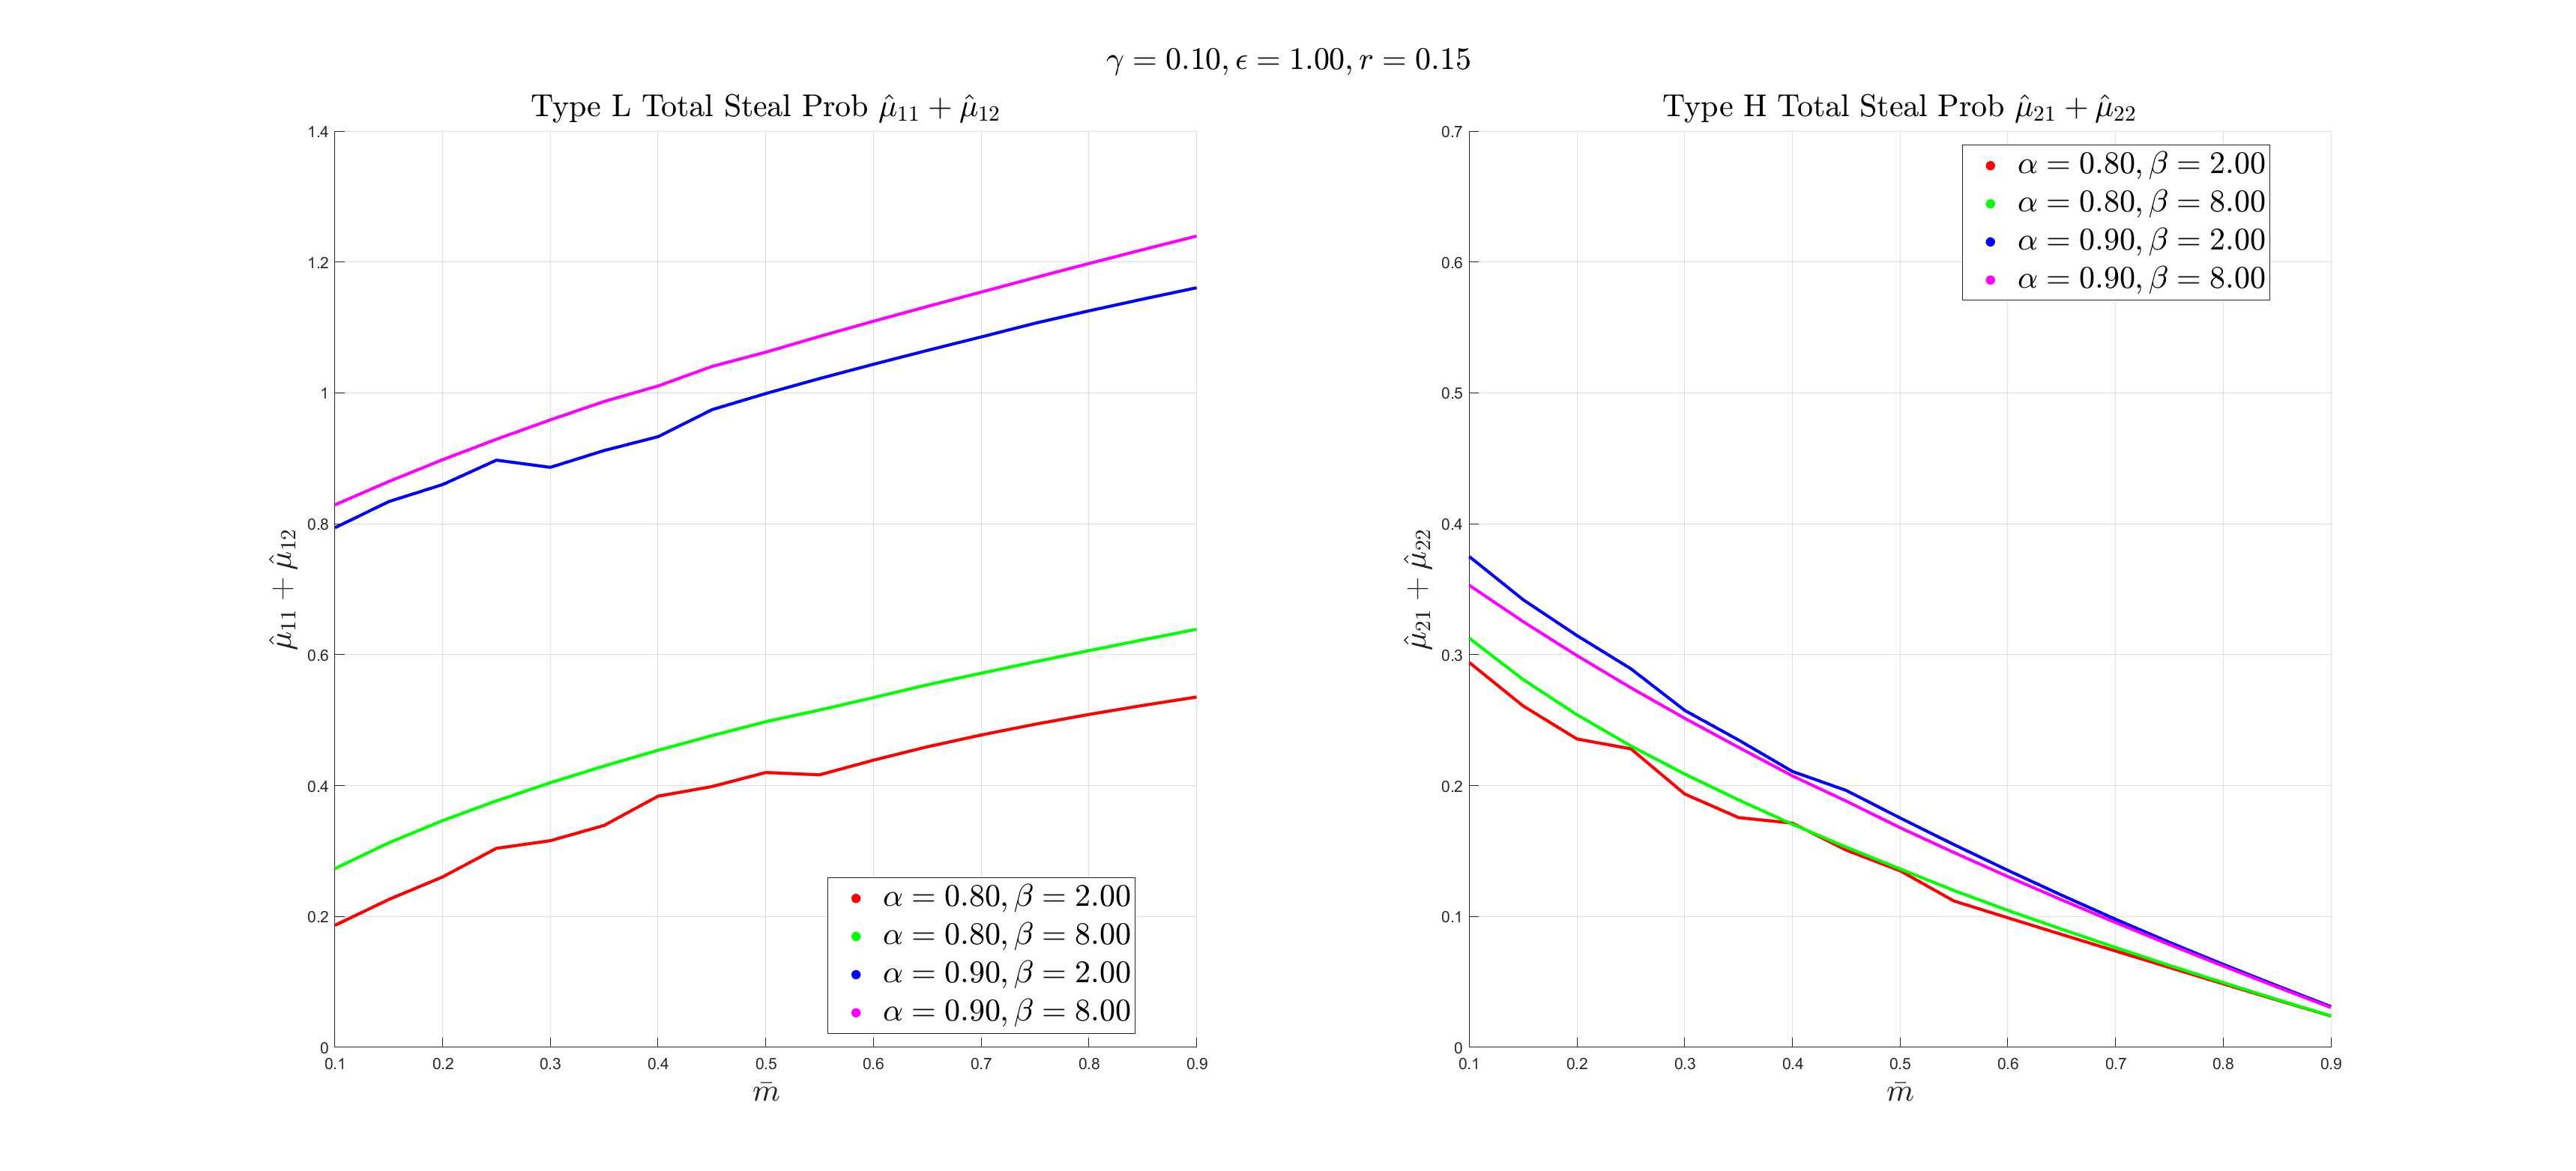 γ = 0.10, ϵ = 1.00, r = 0.15
Type L Total Steal Prob μ̂₁₁ + μ̂₁₂
1.4
1.2
1
0.8
0.6
0.4
0.2
0
μ̂₁₁ + μ̂₁₂
α = 0.80, β = 2.00
α = 0.80, β = 8.00
α = 0.90, β = 2.00
α = 0.90, β = 8.00
0.1 0.2 0.3 0.4 0.5 0.6 0.7 0.8 0.9
m̄
Type H Total Steal Prob μ̂₂₁ + μ̂₂₂
0.7
0.6
0.5
0.4
0.3
0.2
0.1
0
μ̂₂₁ + μ̂₂₂
α = 0.80, β = 2.00
α = 0.80, β = 8.00
α = 0.90, β = 2.00
α = 0.90, β = 8.00
0.1 0.2 0.3 0.4 0.5 0.6 0.7 0.8 0.9
m̄